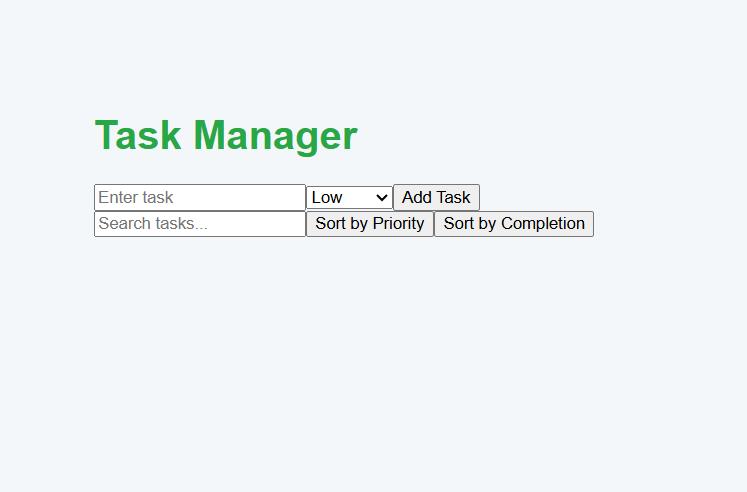 Task Manager
Enter task Low Add Task
Search tasks... Sort by Priority Sort by Completion